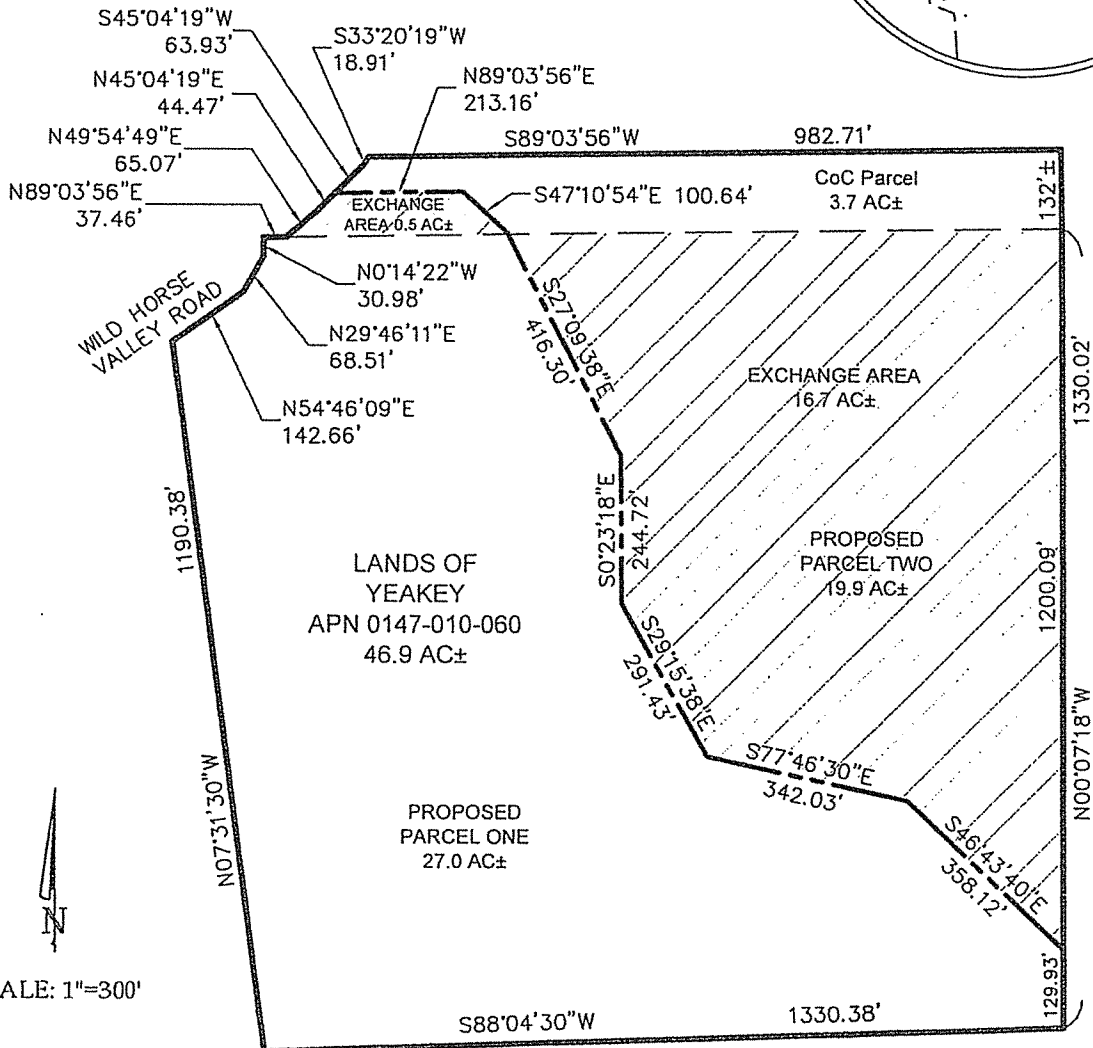 S45°04'19"W
63.93'
S33°20'19"W
18.91'
N45°04'19"E
44.47'
N89°03'56"E
213.16'
N49°54'49"E
65.07'
S89°03'56"W
982.71'
N89°03'56"E
37.46'
EXCHANGE
AREA 0.5 AC±
S47°10'54"E 100.64'
CoC Parcel
3.7 AC±
132'±
WILD HORSE
VALLEY ROAD
N0°14'22"W
30.98'
N29°46'11"E
68.51'
N54°46'09"E
142.66'
S27°09'38"E
416.30'
EXCHANGE AREA
16.7 AC±
1330.02'
1190.38'
S0°23'18"E
244.72'
LANDS OF
YEAKEY
APN 0147-010-060
46.9 AC±
PROPOSED
PARCEL TWO
19.9 AC±
1200.09'
S29°15'38"E
291.43'
N00°07'18"W
S77°46'30"E
342.03'
N07°31'30"W
PROPOSED
PARCEL ONE
27.0 AC±
S46°43'40"E
358.12'
N
ALE: 1"=300'
129.93'
S88°04'30"W
1330.38'